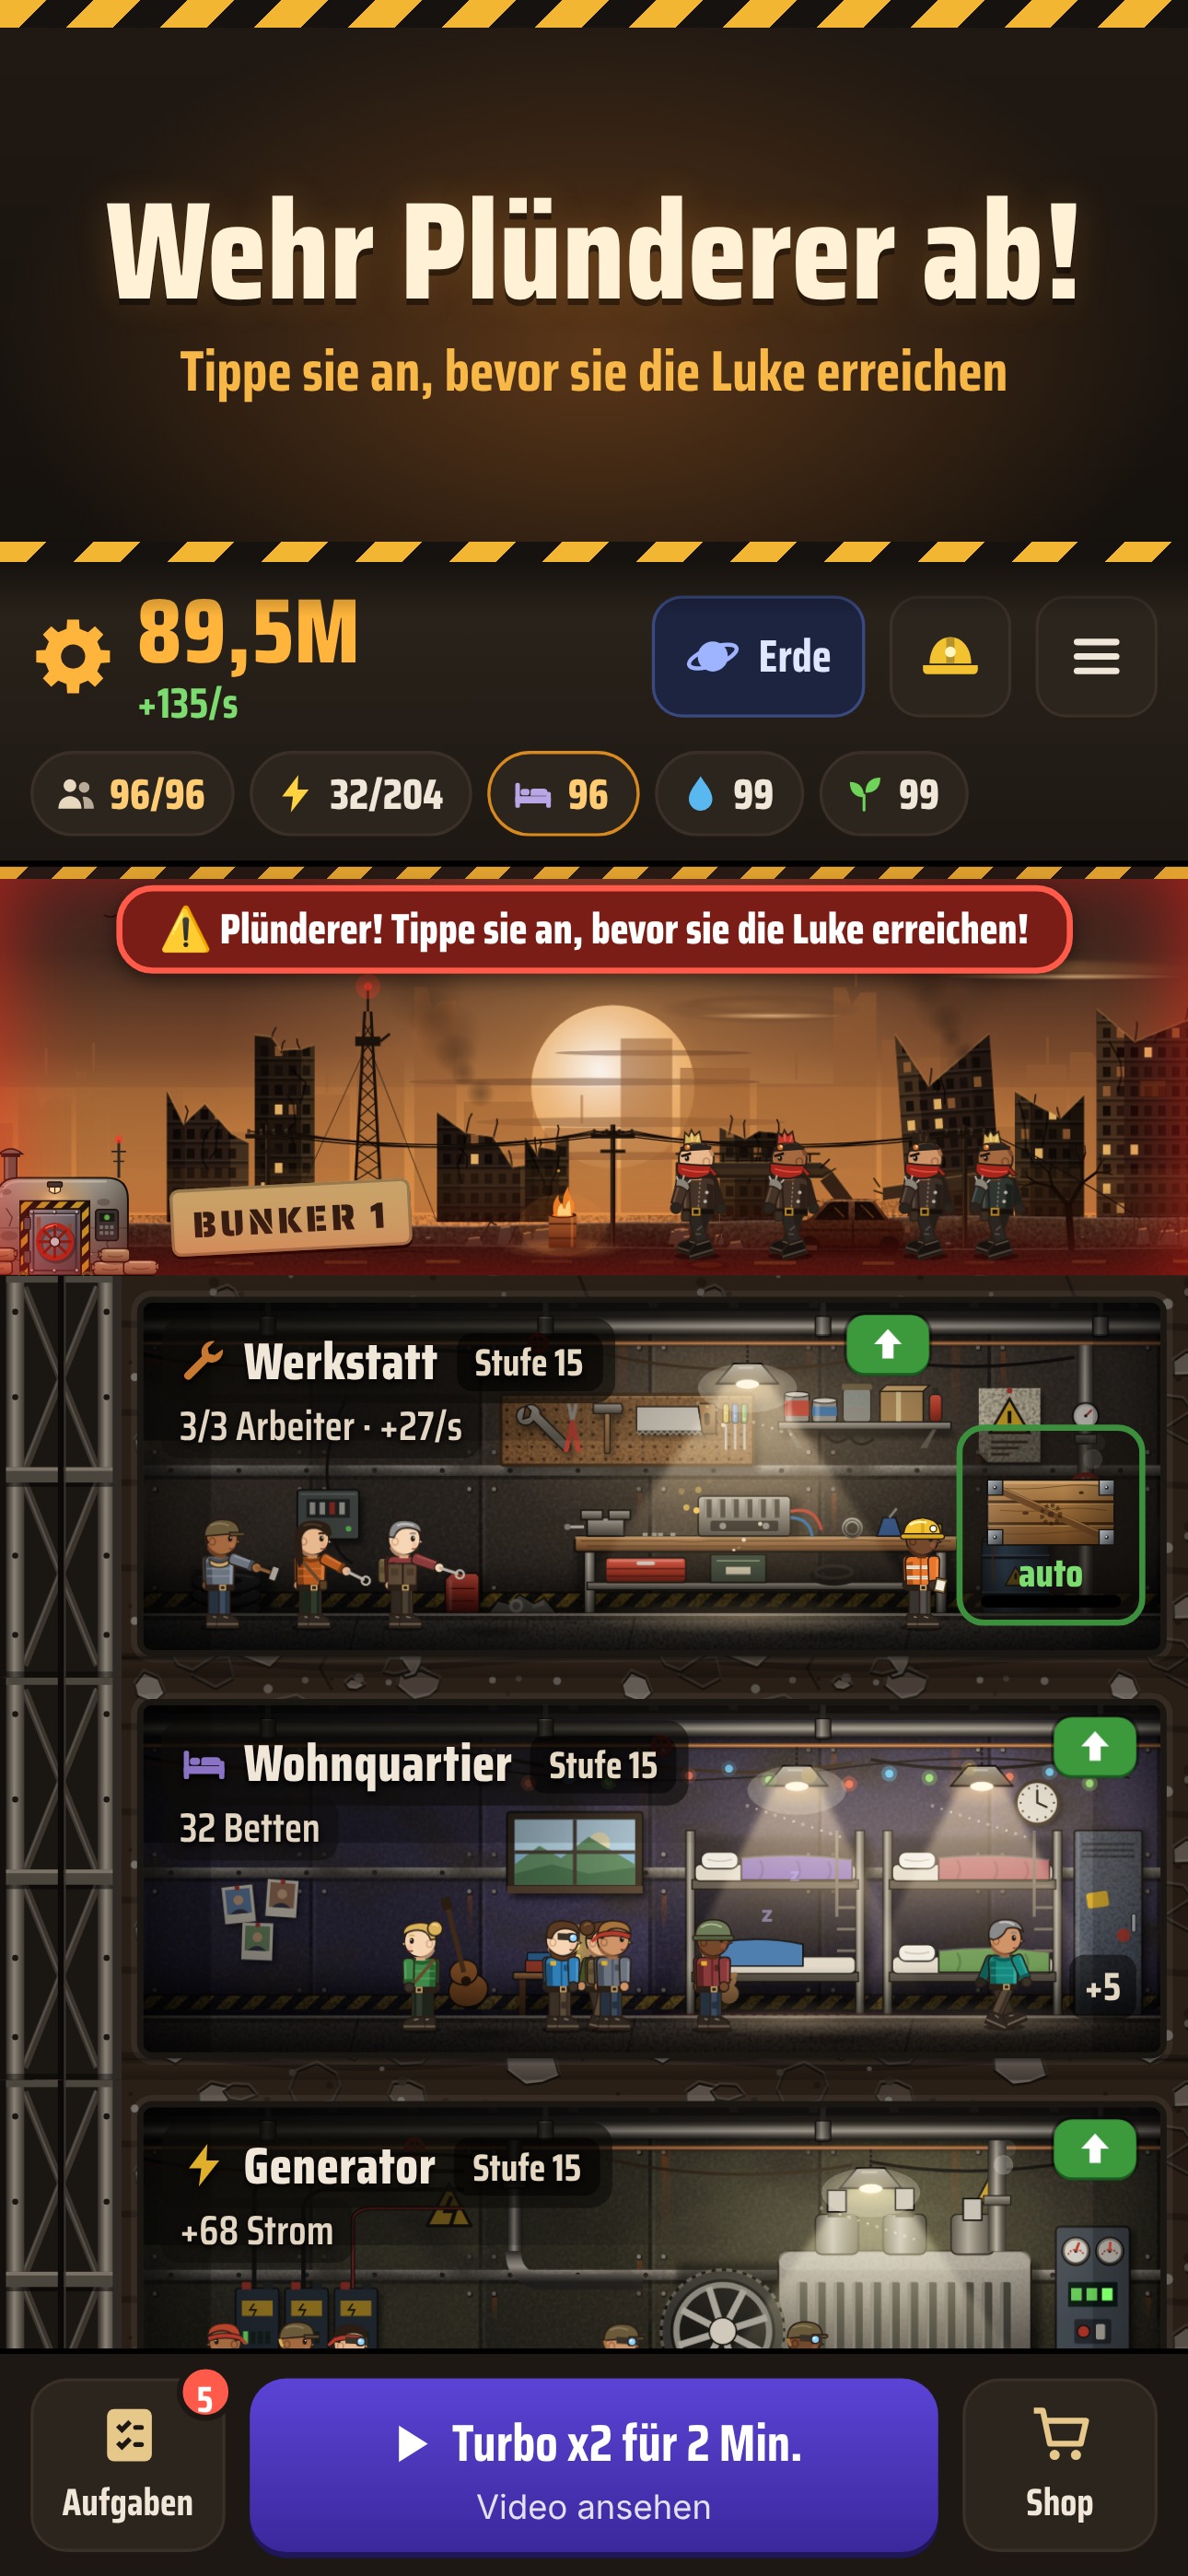 Wehr Plünderer ab!
Tippe sie an, bevor sie die Luke erreichen
89,5M
+135/s
Erde
96/96
32/204
96
99
99
⚠️ Plünderer! Tippe sie an, bevor sie die Luke erreichen!
BUNKER 1
Werkstatt
Stufe 15
3/3 Arbeiter · +27/s
auto
Wohnquartier
Stufe 15
32 Betten
z
z
+5
Generator
Stufe 15
+68 Strom
5
Aufgaben
Turbo x2 für 2 Min.
Video ansehen
Shop